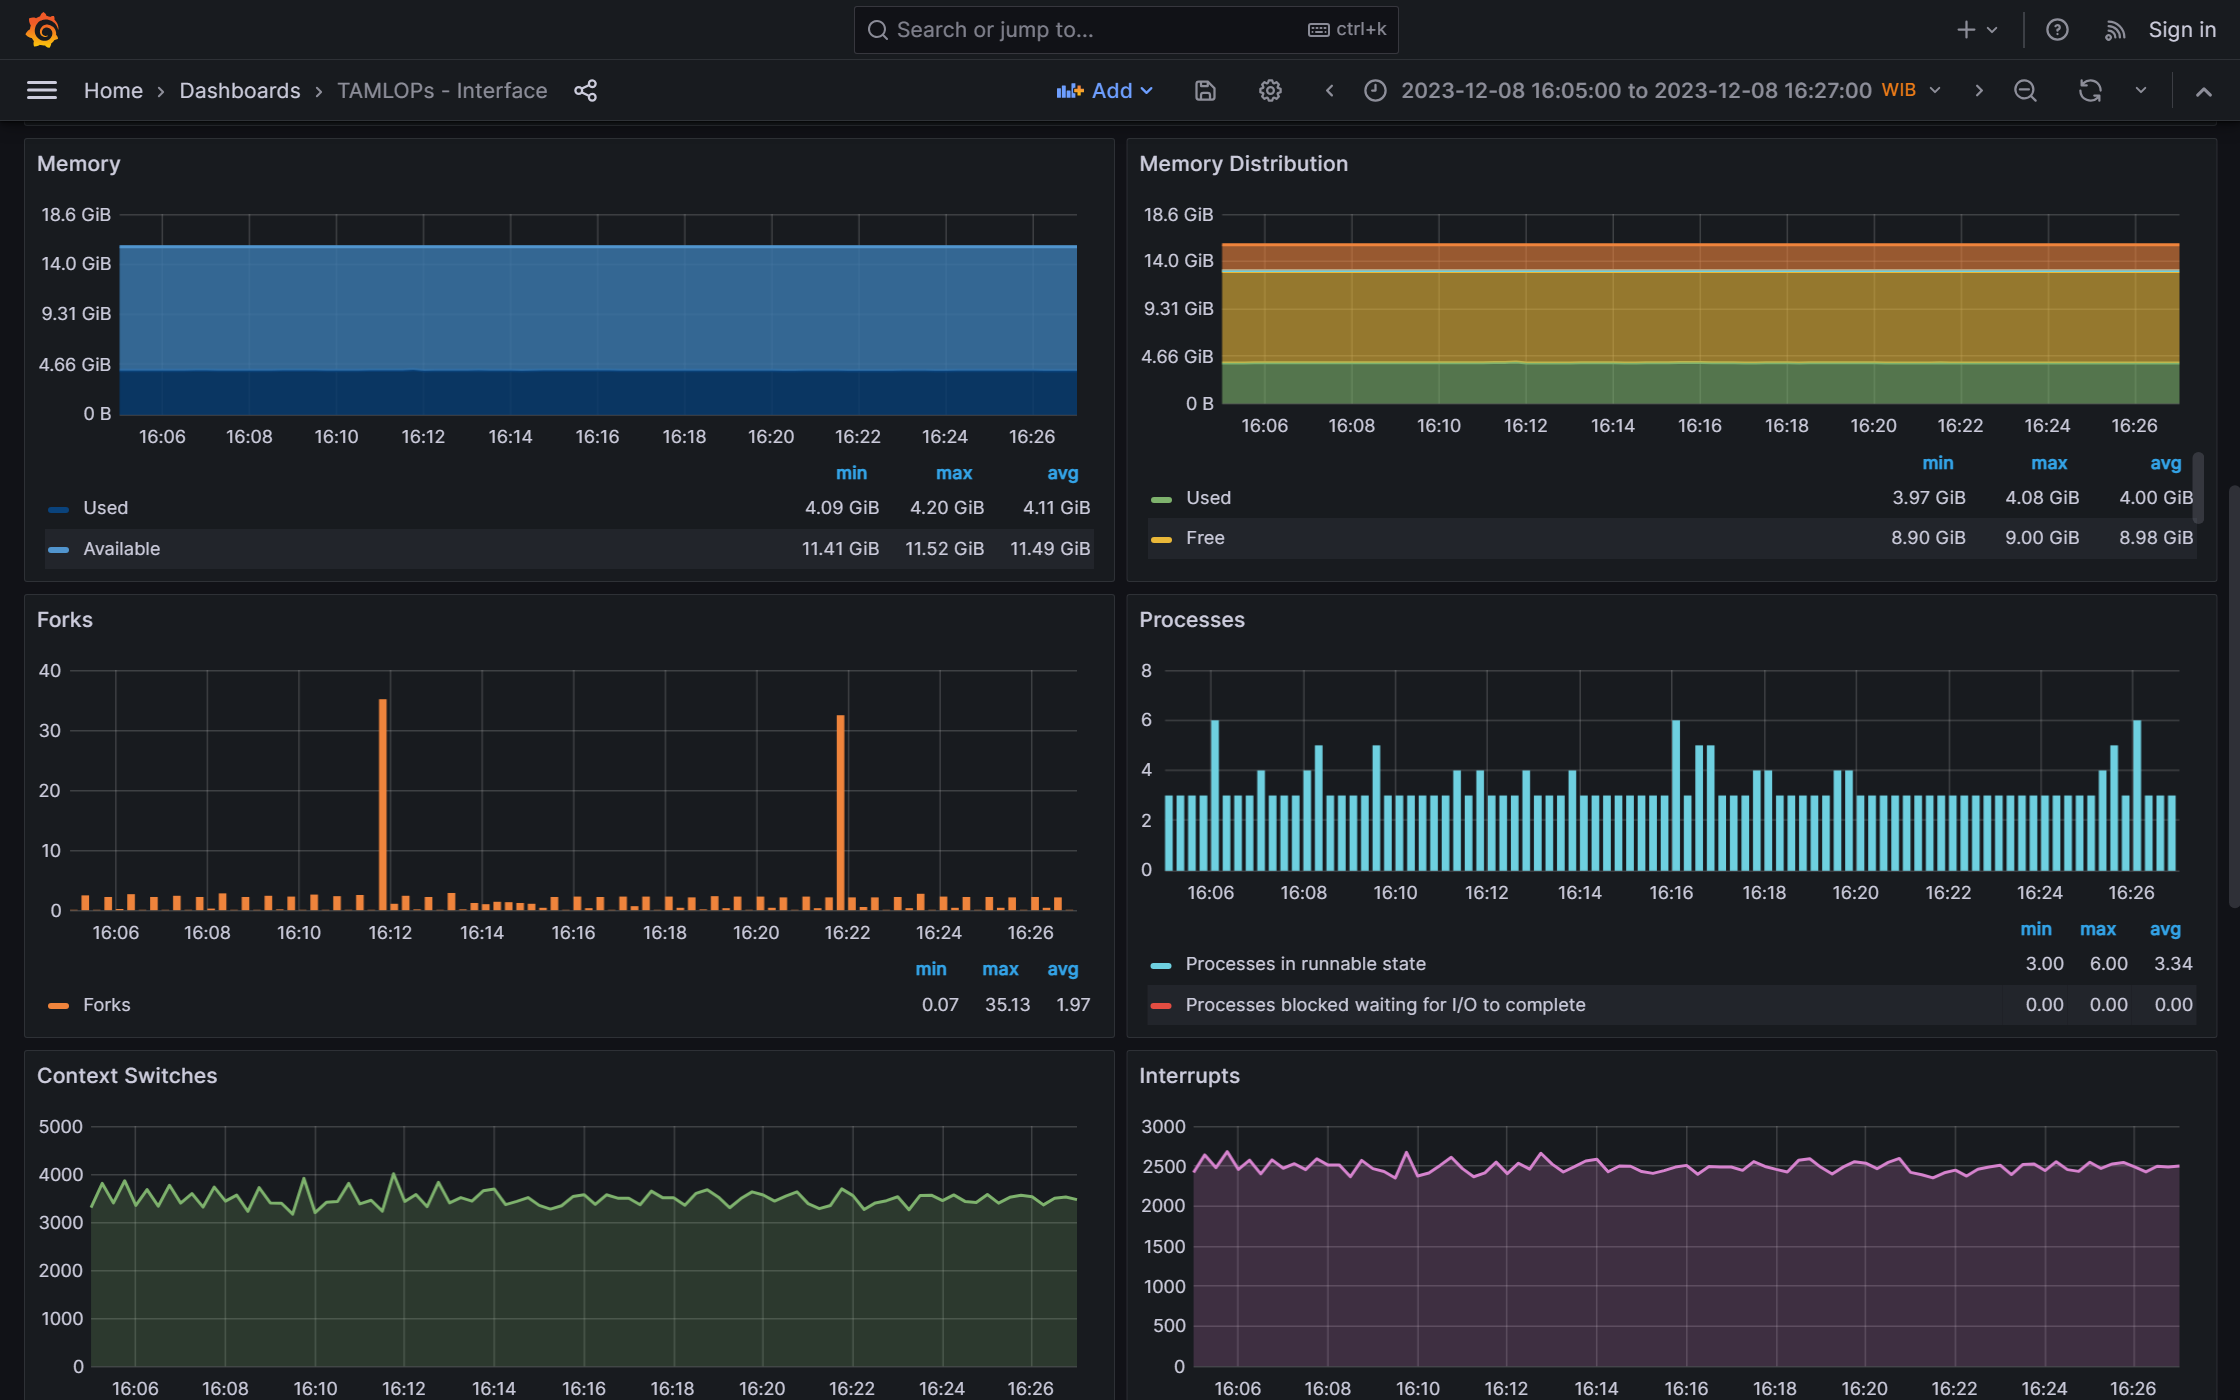 Search or jump to...
ctrl+k
Sign in
Home
Dashboards
TAMLOPs - Interface
Add
2023-12-08 16:05:00 to 2023-12-08 16:27:00 WIB
Memory
18.6 GiB
14.0 GiB
9.31 GiB
4.66 GiB
0 B
16:06 16:08 16:10 16:12 16:14 16:16 16:18 16:20 16:22 16:24 16:26
min max avg
Used 4.09 GiB 4.20 GiB 4.11 GiB
Available 11.41 GiB 11.52 GiB 11.49 GiB
Memory Distribution
18.6 GiB
14.0 GiB
9.31 GiB
4.66 GiB
0 B
16:06 16:08 16:10 16:12 16:14 16:16 16:18 16:20 16:22 16:24 16:26
min max avg
Used 3.97 GiB 4.08 GiB 4.00 GiB
Free 8.90 GiB 9.00 GiB 8.98 GiB
Forks
40
30
20
10
0
16:06 16:08 16:10 16:12 16:14 16:16 16:18 16:20 16:22 16:24 16:26
min max avg
Forks 0.07 35.13 1.97
Processes
8
6
4
2
0
16:06 16:08 16:10 16:12 16:14 16:16 16:18 16:20 16:22 16:24 16:26
min max avg
Processes in runnable state 3.00 6.00 3.34
Processes blocked waiting for I/O to complete 0.00 0.00 0.00
Context Switches
5000
4000
3000
2000
1000
0
16:06 16:08 16:10 16:12 16:14 16:16 16:18 16:20 16:22 16:24 16:26
Interrupts
3000
2500
2000
1500
1000
500
0
16:06 16:08 16:10 16:12 16:14 16:16 16:18 16:20 16:22 16:24 16:26